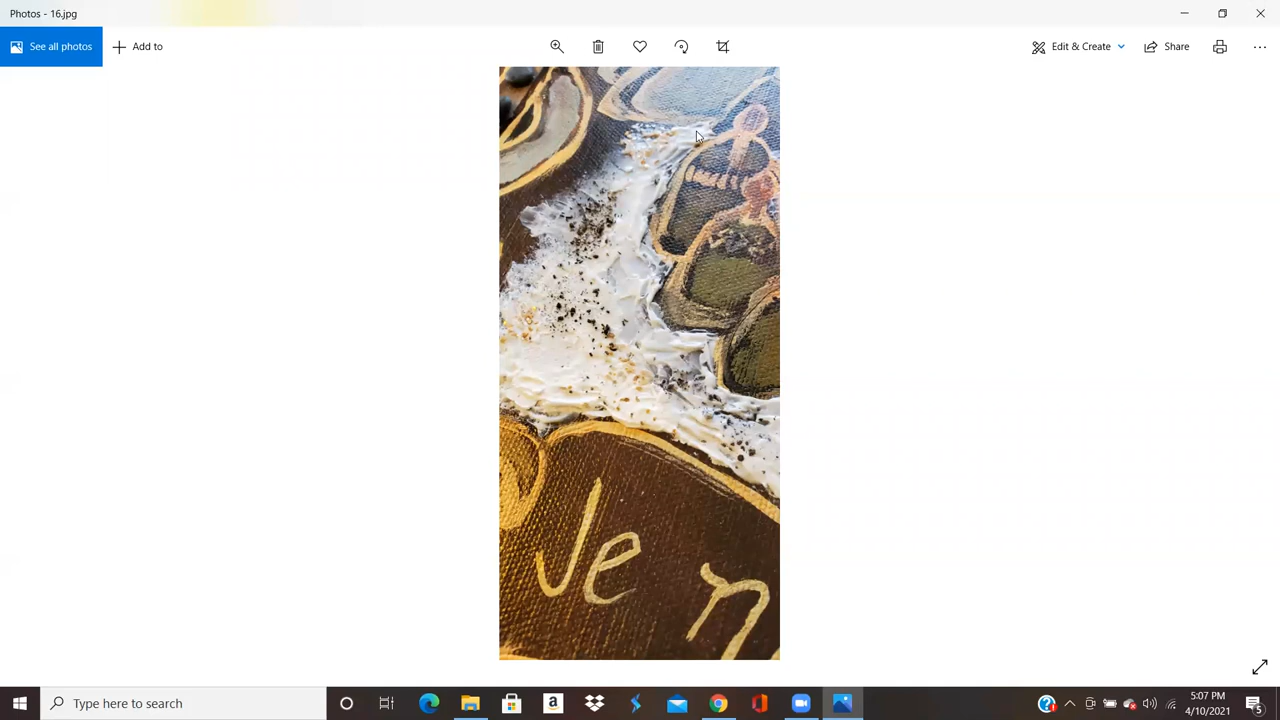 Photos - 16.jpg
See all photos
Add to
Edit & Create
Share
Je n
Type here to search
5:07 PM
4/10/2021
5